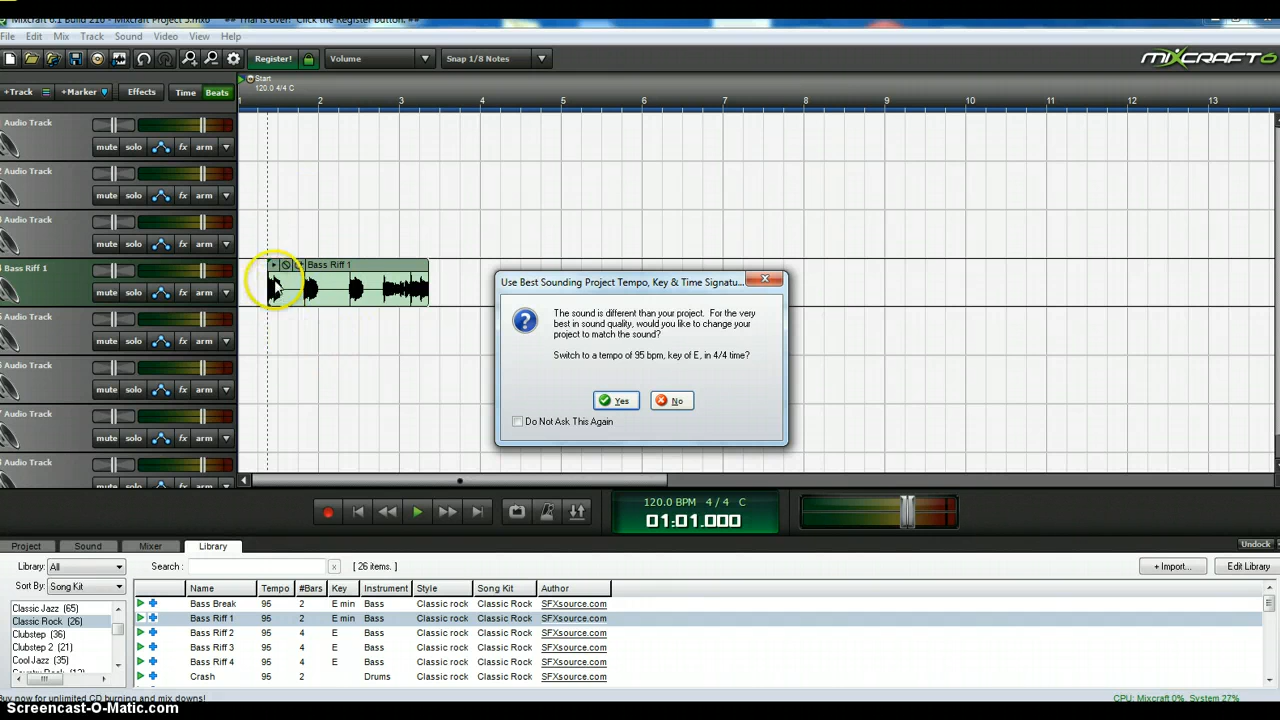 Mixcraft 6.1 Build 216 - Mixcraft Project 5.mx6 ** Trial is over! Click the Register button. **
File Edit Mix Track Sound Video View Help
Register! Volume Snap 1/8 Notes MIXCRAFT6
+Track +Marker Effects Time Beats
Start
120.0 4/4 C
1 2 3 4 5 6 7 8 9 10 11 12 13
Audio Track
mute solo fx arm
2 Audio Track
mute solo fx arm
3 Audio Track
mute solo fx arm
4 Bass Riff 1
mute solo fx arm
Bass Riff 1
5 Audio Track
mute solo fx arm
6 Audio Track
mute solo fx arm
7 Audio Track
mute solo fx arm
8 Audio Track
Use Best Sounding Project Tempo, Key & Time Signatu...
The sound is different than your project. For the very
best in sound quality, would you like to change your
project to match the sound?
Switch to a tempo of 95 bpm, key of E, in 4/4 time?
Yes No
Do Not Ask This Again
120.0 BPM 4 / 4 C
01:01.000
Project Sound Mixer Library Undock
Library: All Search : x [ 26 items. ] + Import... Edit Library
Sort By: Song Kit
Name Tempo #Bars Key Instrument Style Song Kit Author
Classic Jazz (65)
Classic Rock (26)
Clubstep (36)
Clubstep 2 (21)
Cool Jazz (35)
Bass Break 95 2 E min Bass Classic rock Classic Rock SFXsource.com
Bass Riff 1 95 2 E min Bass Classic rock Classic Rock SFXsource.com
Bass Riff 2 95 4 E Bass Classic rock Classic Rock SFXsource.com
Bass Riff 3 95 4 E Bass Classic rock Classic Rock SFXsource.com
Bass Riff 4 95 4 E Bass Classic rock Classic Rock SFXsource.com
Crash 95 2 Drums Classic rock Classic Rock SFXsource.com
Buy now for unlimited CD burning and mix downs! CPU: Mixcraft 0%, System 27%
Screencast-O-Matic.com